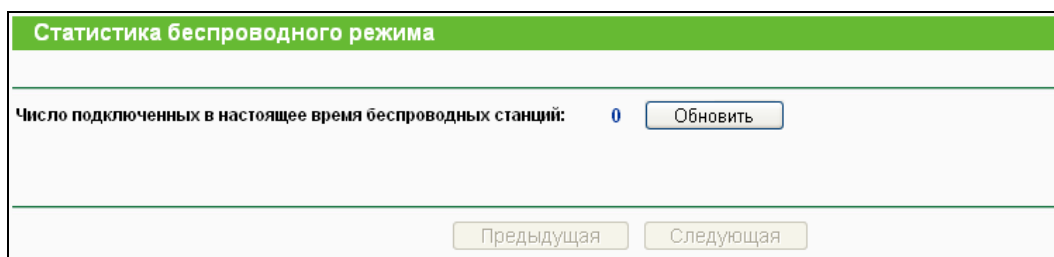 Статистика беспроводного режима
Число подключенных в настоящее время беспроводных станций: 0 Обновить
Предыдущая Следующая